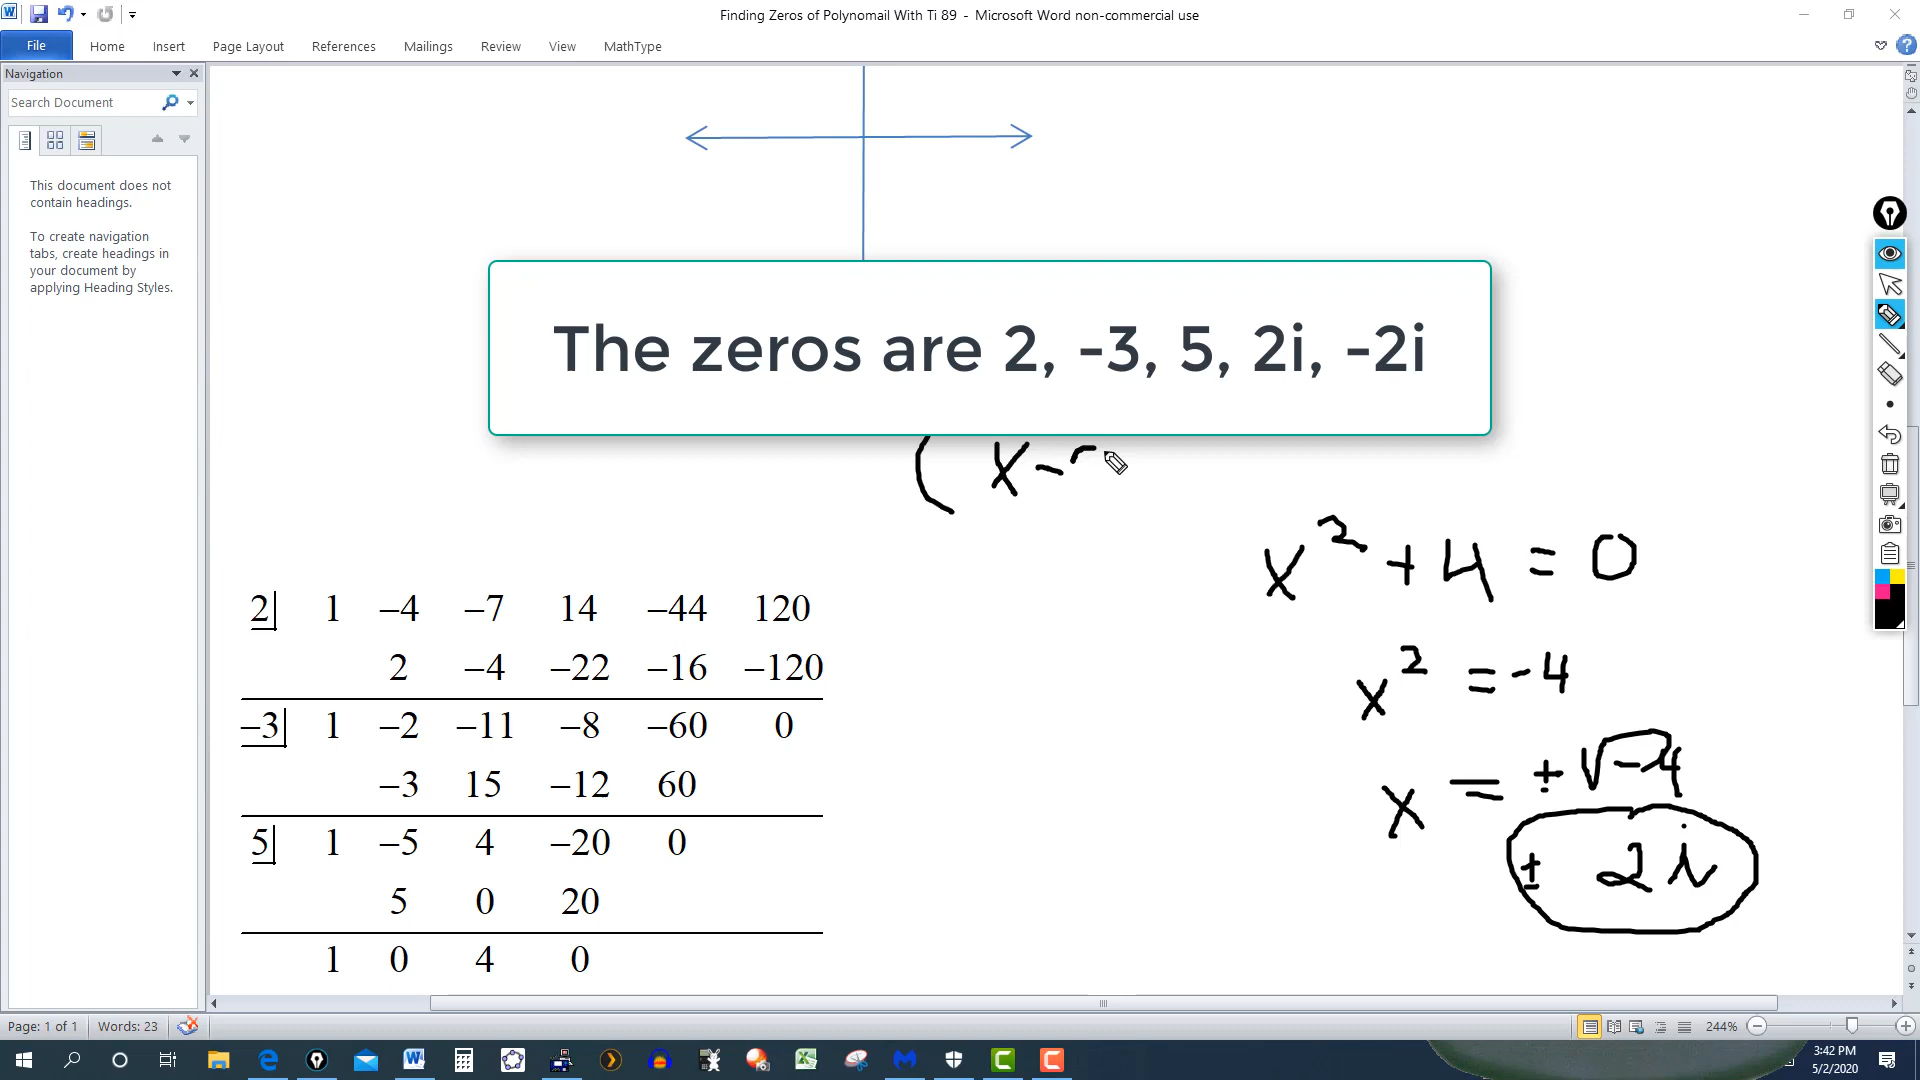 Finding Zeros of Polynomail With Ti 89 - Microsoft Word non-commercial use
File Home Insert Page Layout References Mailings Review View MathType
Navigation
Search Document
This document does not
contain headings.
To create navigation
tabs, create headings in
your document by
applying Heading Styles.
The zeros are 2, -3, 5, 2i, -2i
( x -
x² + 4 = 0
x² = -4
x = ± √-4
± 2i
2| 1 −4 −7 14 −44 120
2 −4 −22 −16 −120
−3| 1 −2 −11 −8 −60 0
−3 15 −12 60
5| 1 −5 4 −20 0
5 0 20
1 0 4 0
Page: 1 of 1 Words: 23 244%
3:42 PM
5/2/2020